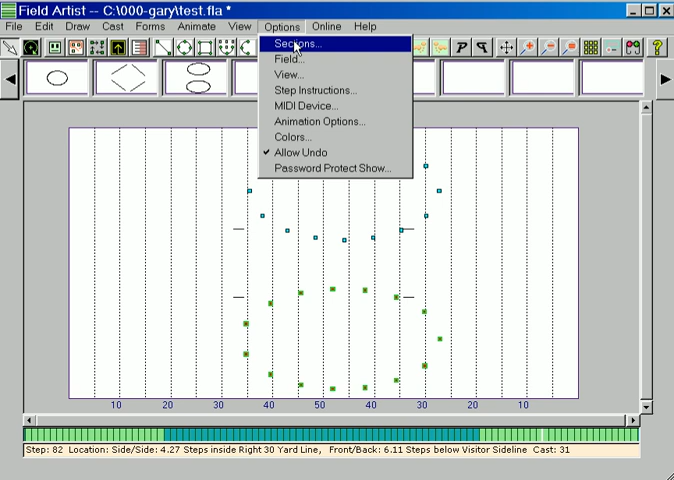 Field Artist -- C:\000-gary\test.fla *
File Edit Draw Cast Forms Animate View Options Online Help
Sections...
Field...
View...
Step Instructions...
MIDI Device...
Animation Options...
Colors...
✔ Allow Undo
Password Protect Show...
10 20 30 40 50 40 30 20 10
Step: 82 Location: Side/Side: 4.27 Steps inside Right 30 Yard Line, Front/Back: 6.11 Steps below Visitor Sideline Cast: 31